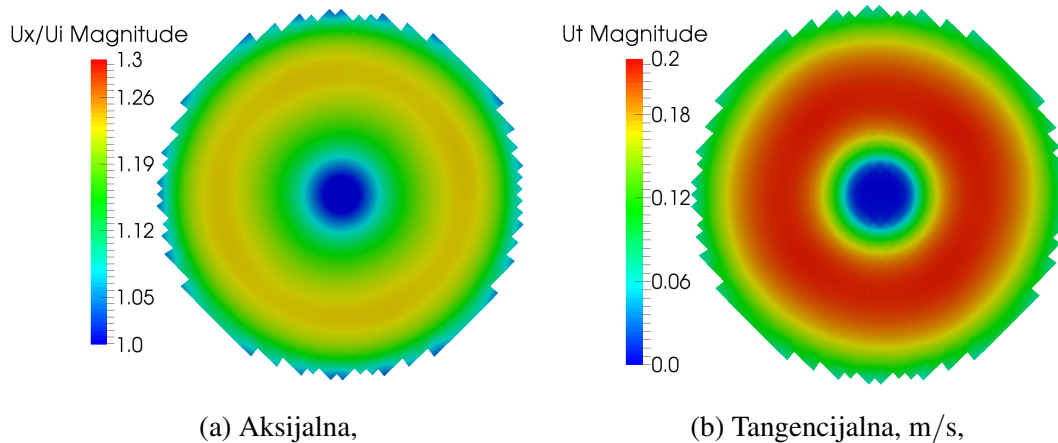 Ux/Ui Magnitude
1.3
1.26
1.19
1.12
1.05
1.0
(a) Aksijalna,
Ut Magnitude
0.2
0.18
0.12
0.06
0.0
(b) Tangencijalna, m/s,